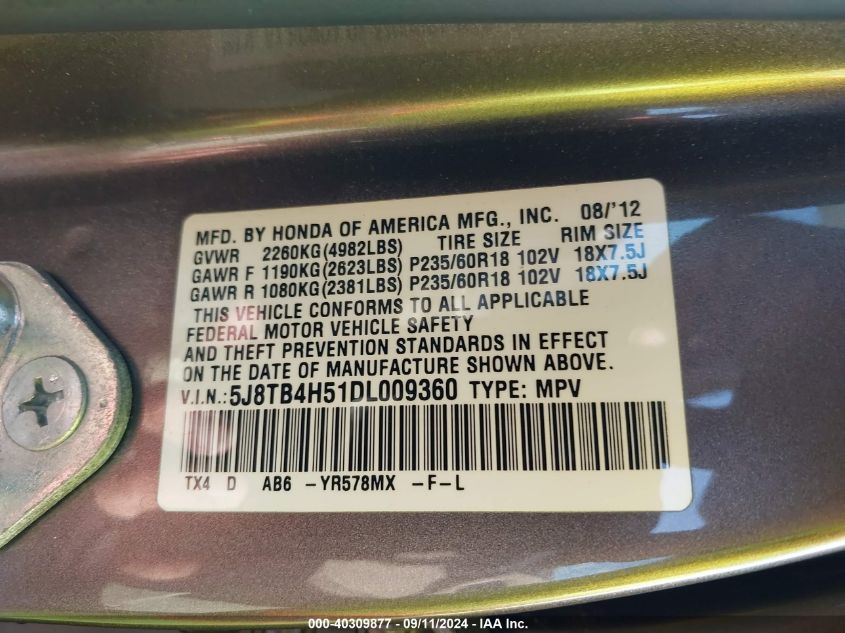 MFD. BY HONDA OF AMERICA MFG., INC. 08/'12
GVWR 2260KG(4982LBS) TIRE SIZE RIM SIZE
GAWR F 1190KG(2623LBS) P235/60R18 102V 18X7.5J
GAWR R 1080KG(2381LBS) P235/60R18 102V 18X7.5J
THIS VEHICLE CONFORMS TO ALL APPLICABLE
FEDERAL MOTOR VEHICLE SAFETY
AND THEFT PREVENTION STANDARDS IN EFFECT
ON THE DATE OF MANUFACTURE SHOWN ABOVE.
V.I.N.: 5J8TB4H51DL009360 TYPE: MPV
TX4 D AB6 -YR578MX -F-L
000-40309877 - 09/11/2024 - IAA Inc.